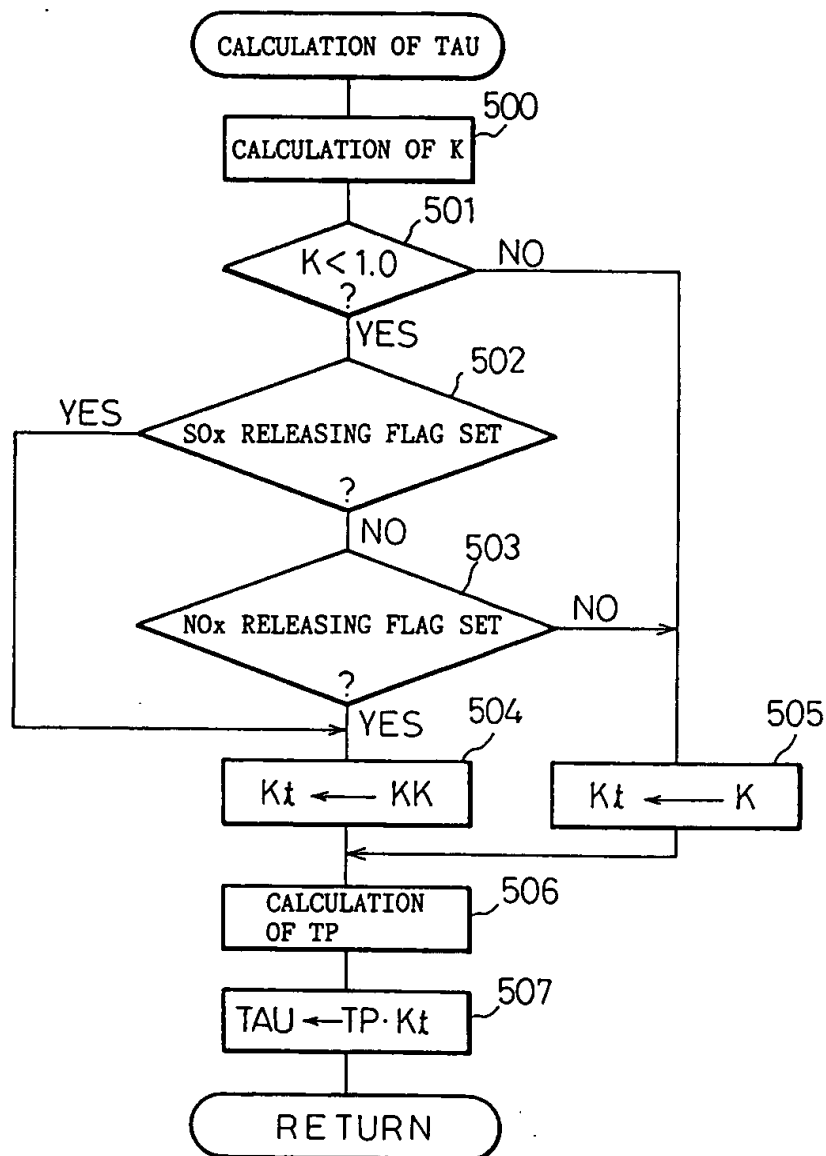 CALCULATION OF TAU
500
CALCULATION OF K
501
K<1.0
?
NO
YES
502
YES
SOx RELEASING FLAG SET
?
NO
503
NOx RELEASING FLAG SET
?
NO
YES
504
505
Kt ← KK
Kt ← K
506
CALCULATION
OF TP
507
TAU ← TP·Kt
RETURN